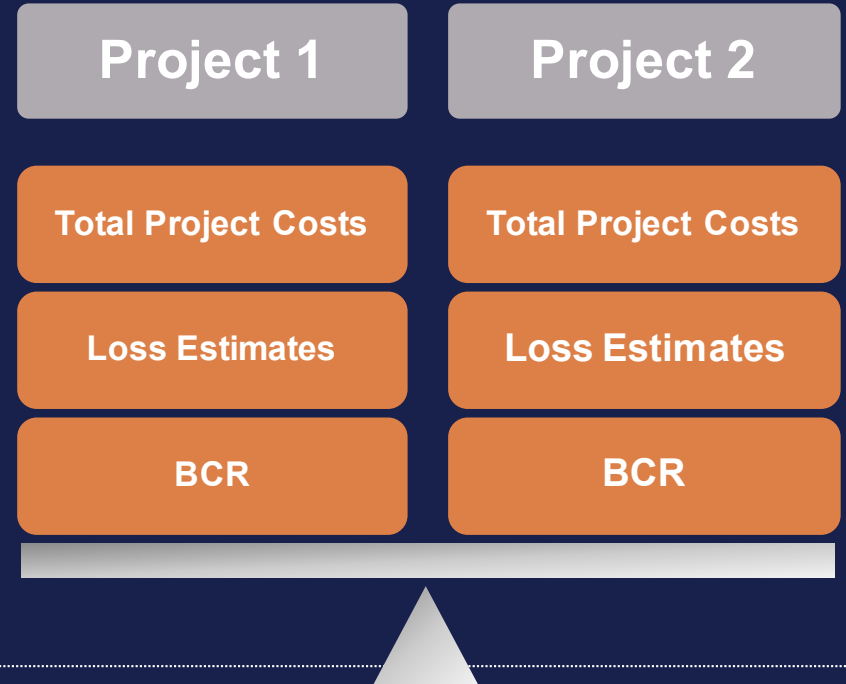 Project 1
Project 2
Total Project Costs
Total Project Costs
Loss Estimates
Loss Estimates
BCR
BCR